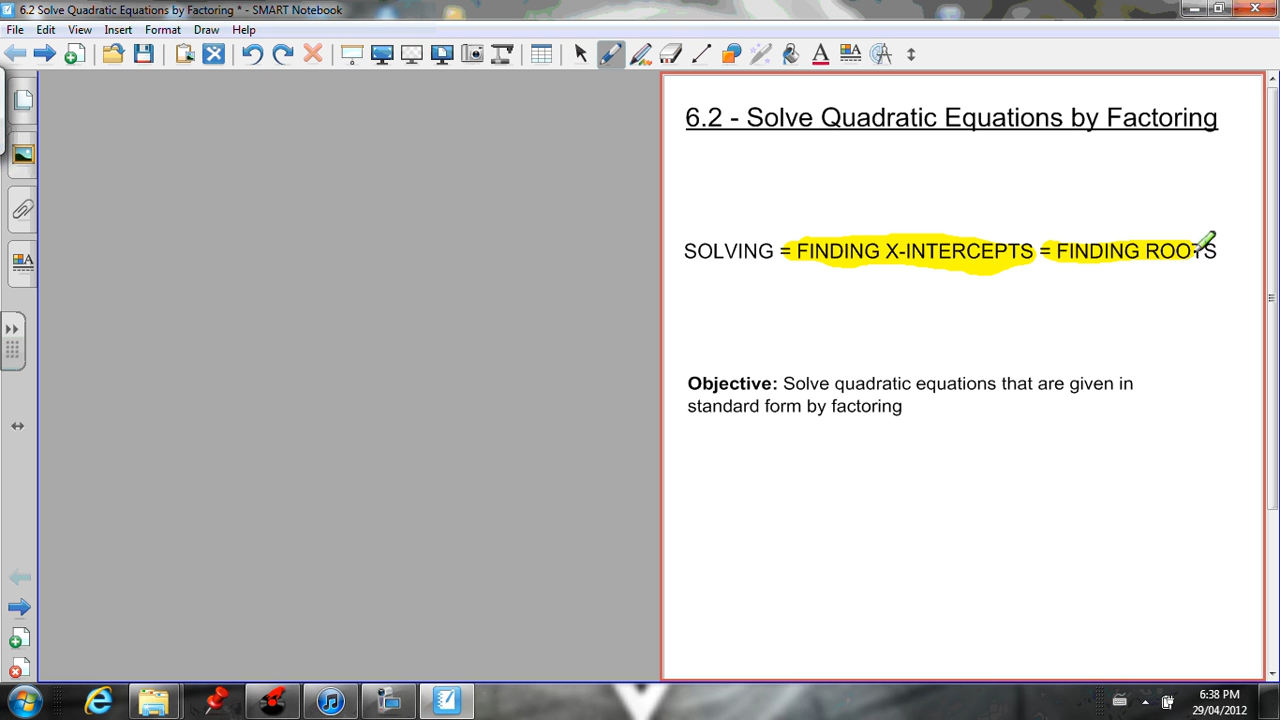 6.2 Solve Quadratic Equations by Factoring * - SMART Notebook
File Edit View Insert Format Draw Help
6.2 - Solve Quadratic Equations by Factoring
SOLVING = FINDING X-INTERCEPTS = FINDING ROOTS
Objective: Solve quadratic equations that are given in
standard form by factoring
6:38 PM
29/04/2012